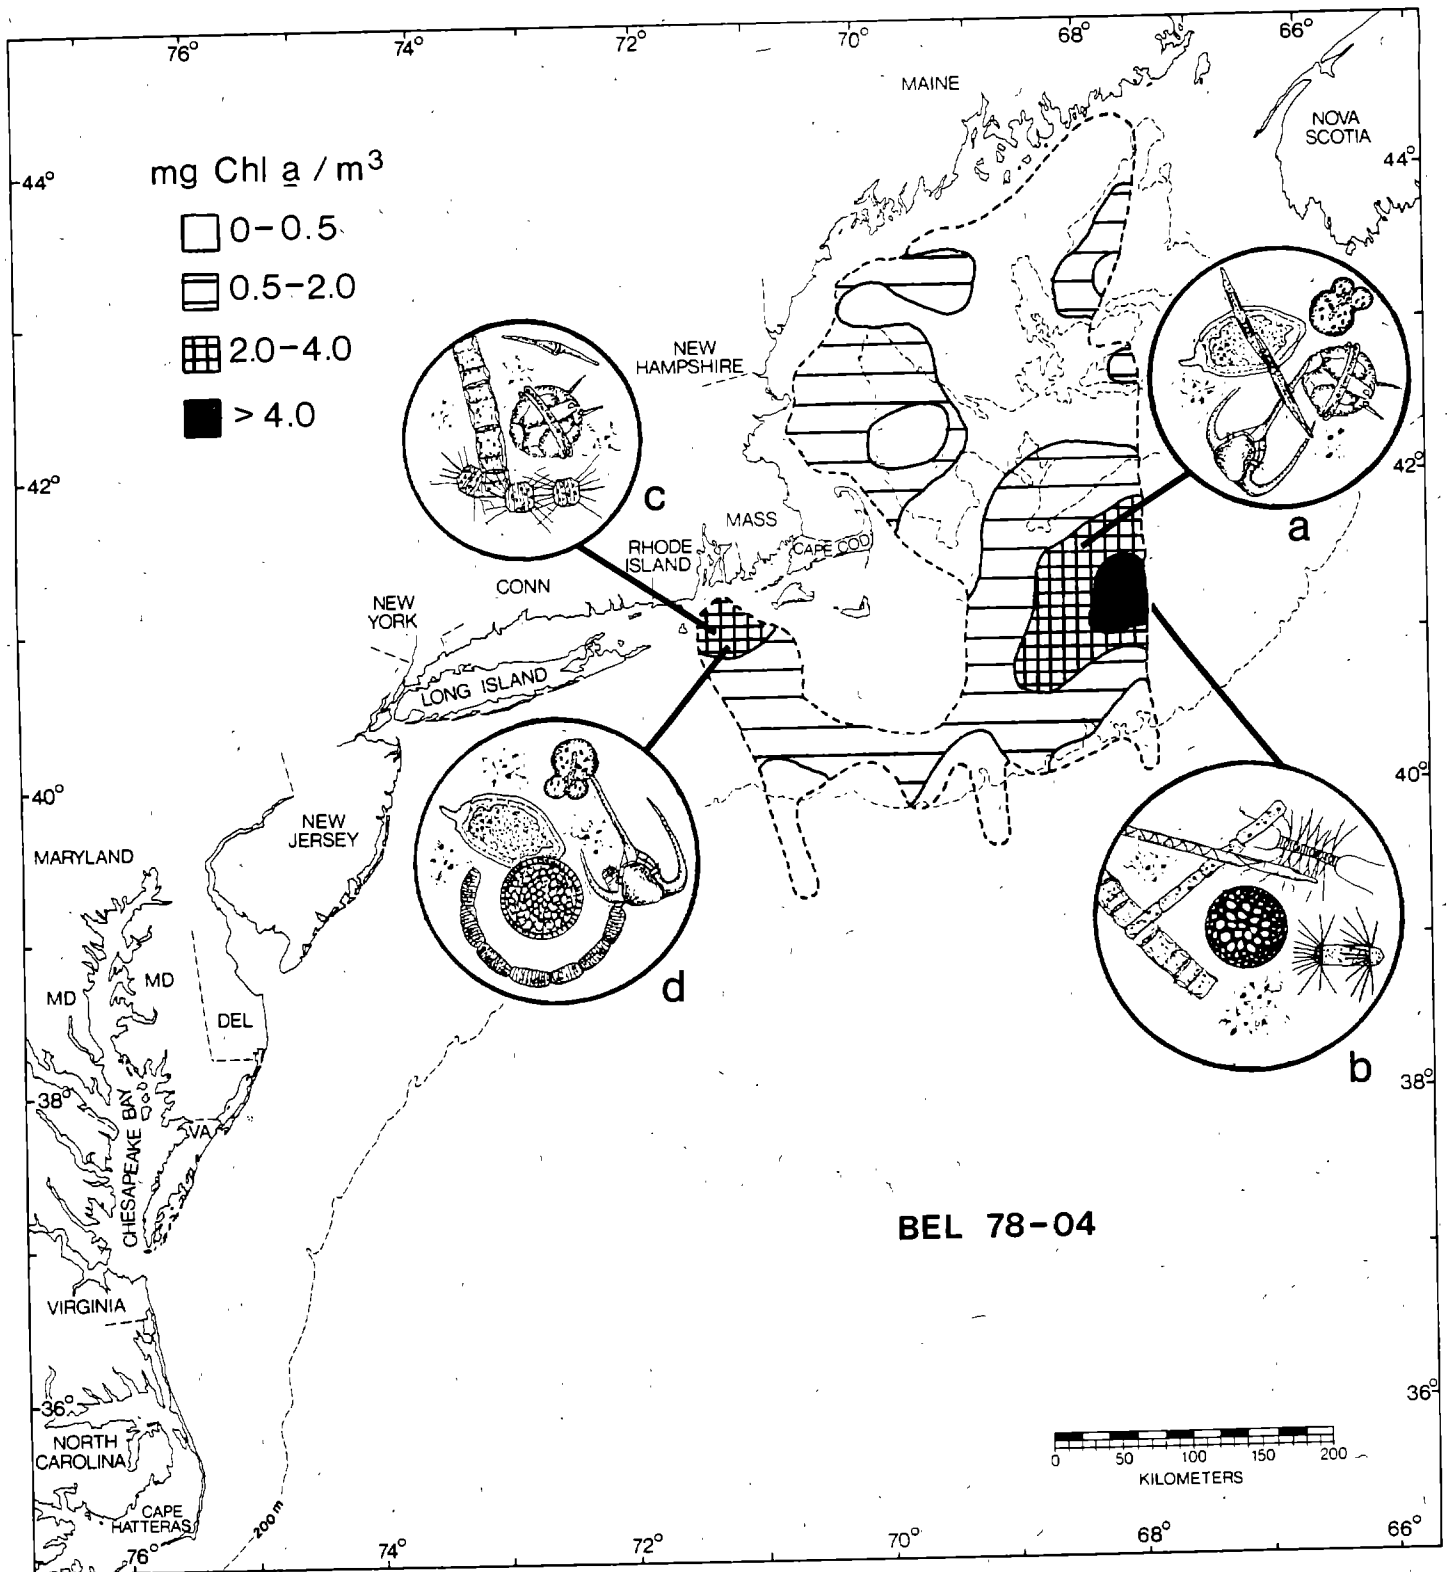 76°
74°
72°
70°
68°
66°
MAINE
NOVA
SCOTIA
mg Chl a / m³
44°
44°
0-0.5
0.5-2.0
2.0-4.0
> 4.0
NEW
HAMPSHIRE
42°
42°
c
a
MASS
CAPE COD
RHODE
ISLAND
CONN
NEW
YORK
LONG ISLAND
40°
40°
NEW
JERSEY
MARYLAND
MD
MD
DEL
d
b
38°
38°
CHESAPEAKE BAY
VA
BEL 78-04
VIRGINIA
36°
36°
NORTH
CAROLINA
0 50 100 150 200
KILOMETERS
CAPE
HATTERAS
200 m
76°
74°
72°
70°
68°
66°